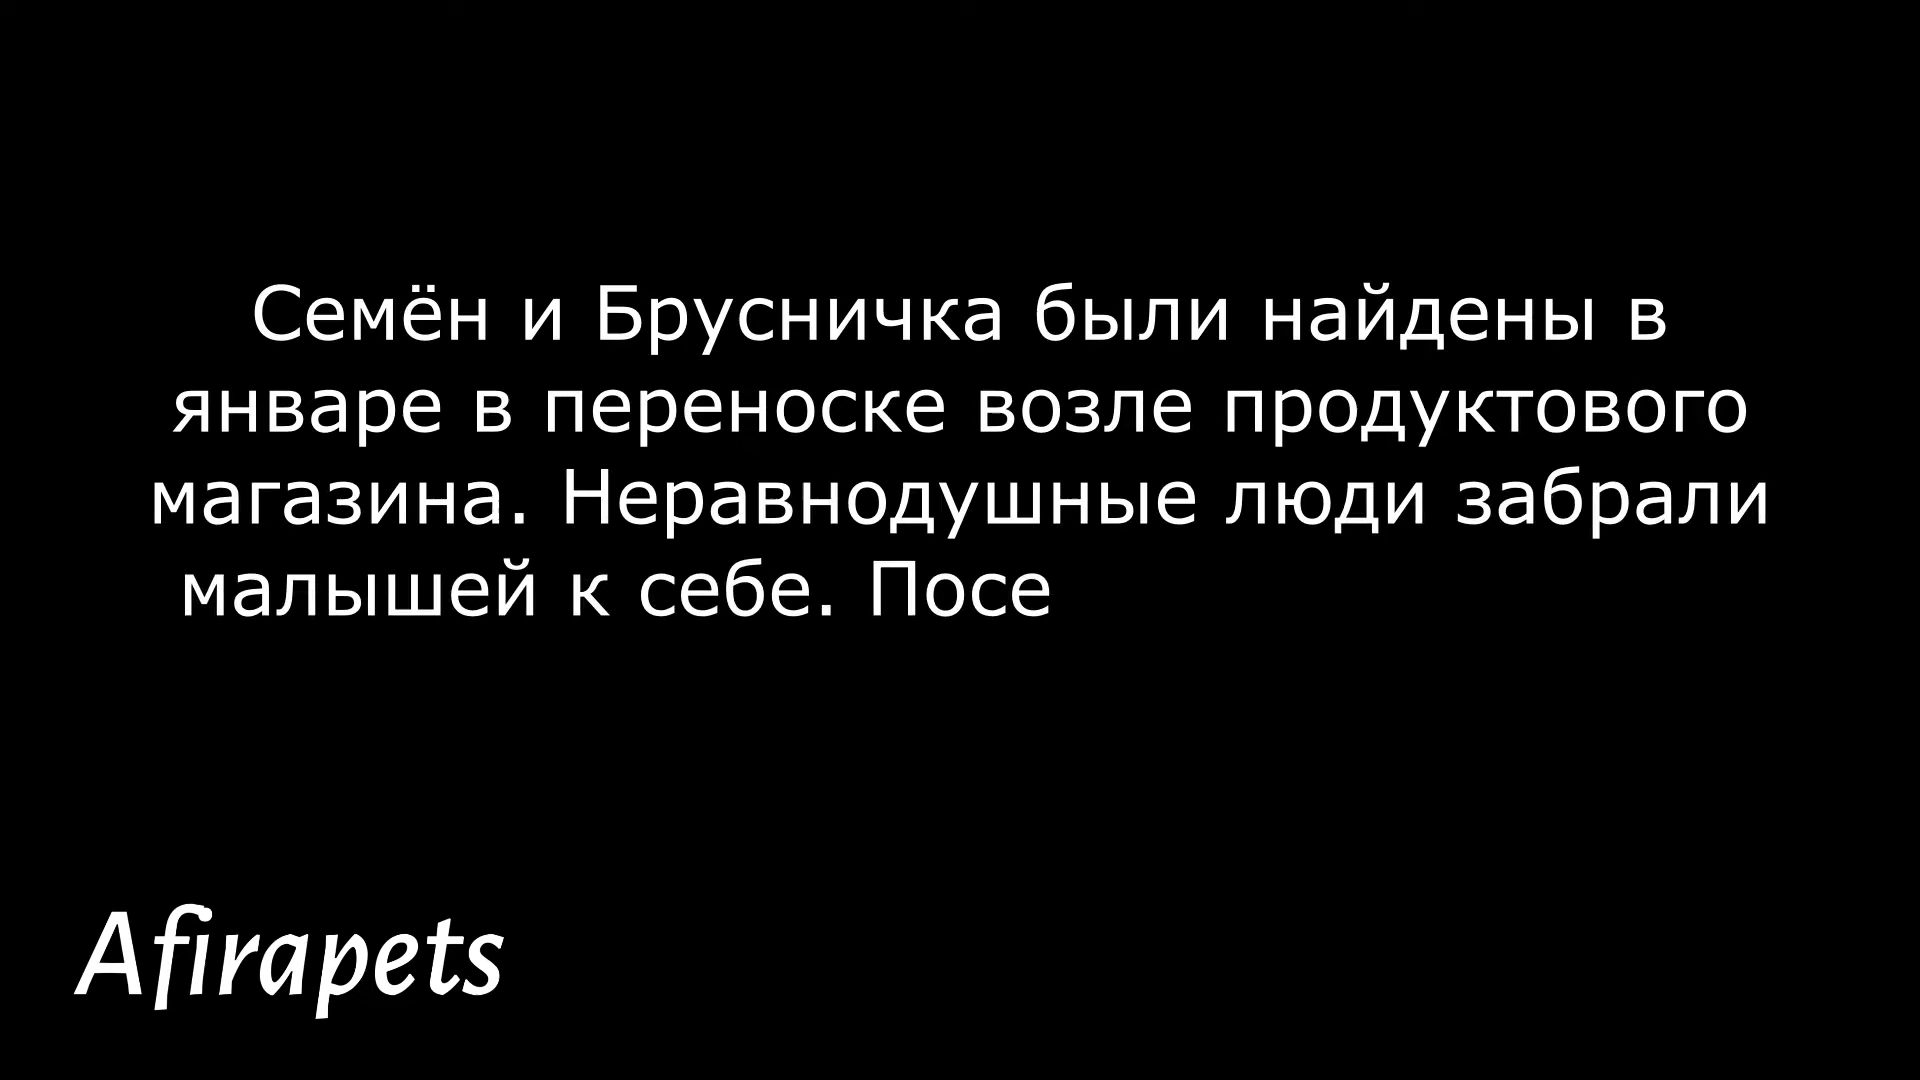 Семён и Брусничка были найдены в
январе в переноске возле продуктового
магазина. Неравнодушные люди забрали
малышей к себе. Посе
Afirapets